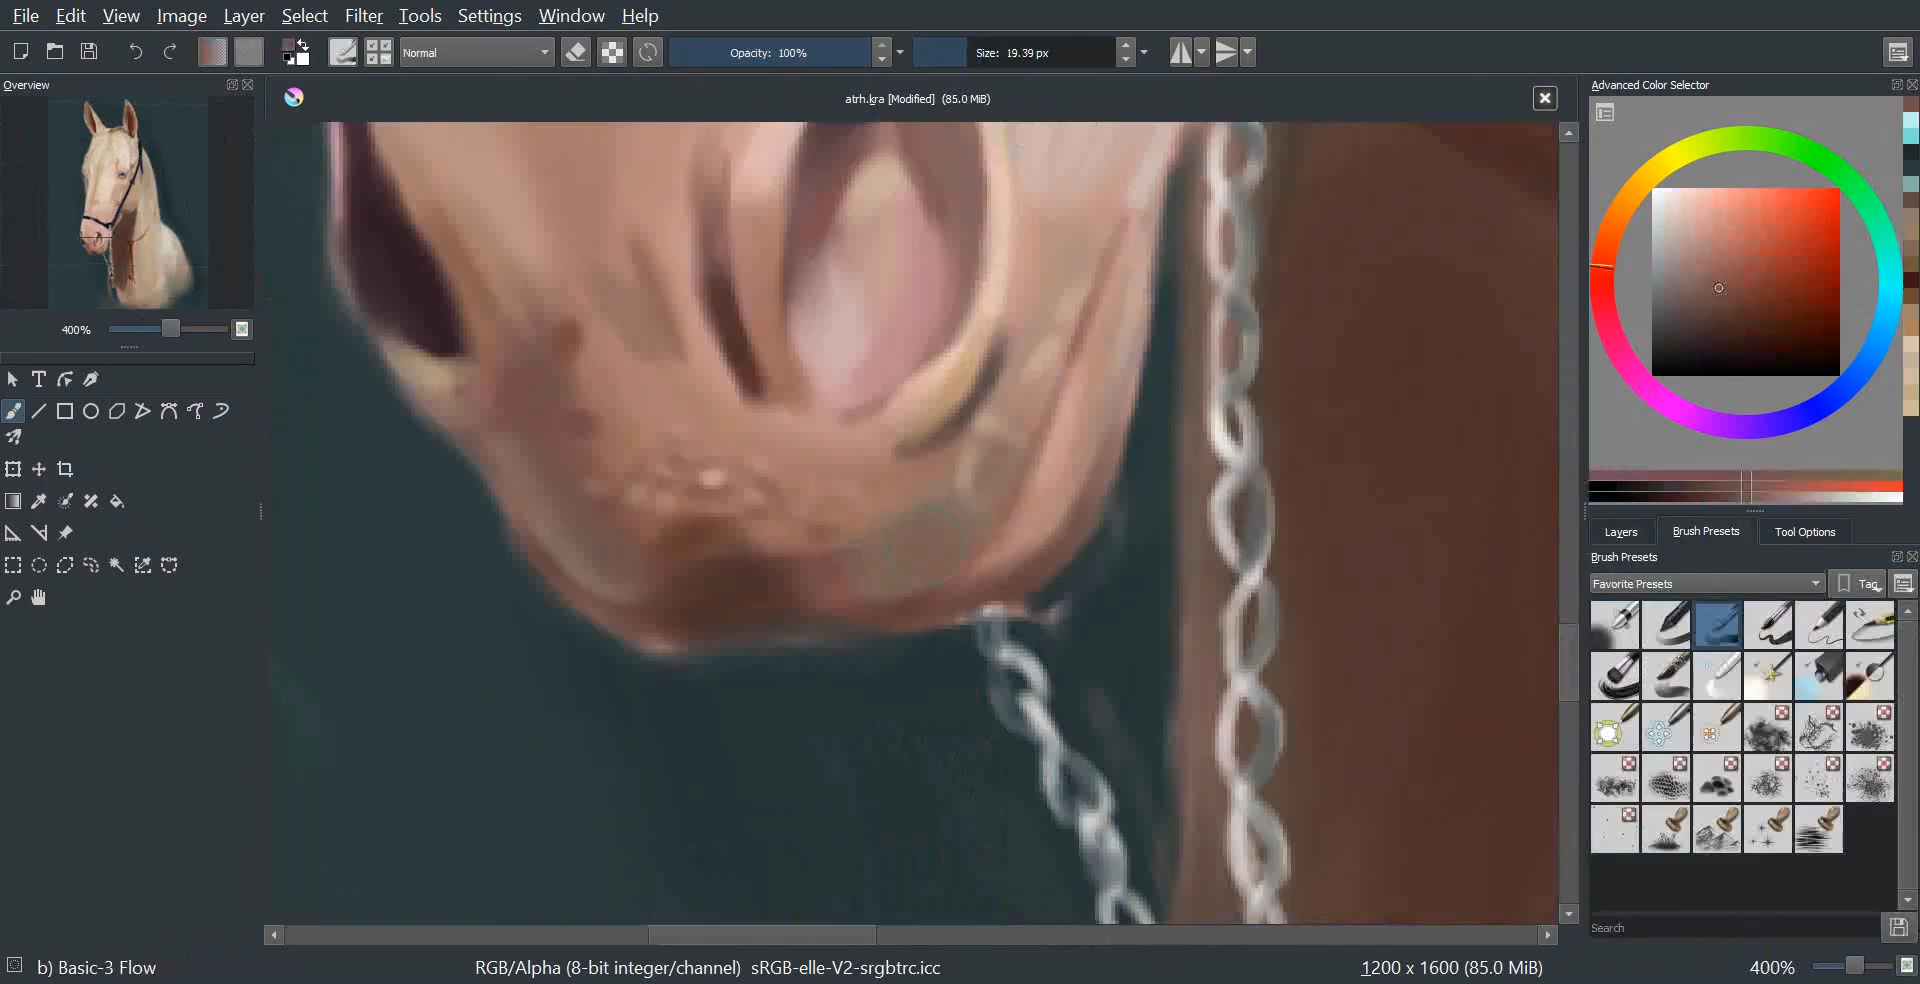 File Edit View Image Layer Select Filter Tools Settings Window Help
Normal
Opacity: 100%
Size: 19.39 px
Overview
atrh.kra [Modified] (85.0 MiB)
Advanced Color Selector
400%
Layers
Brush Presets
Tool Options
Brush Presets
Favorite Presets
Tag
Search
b) Basic-3 Flow
RGB/Alpha (8-bit integer/channel) sRGB-elle-V2-srgbtrc.icc
1200 x 1600 (85.0 MiB)
400%